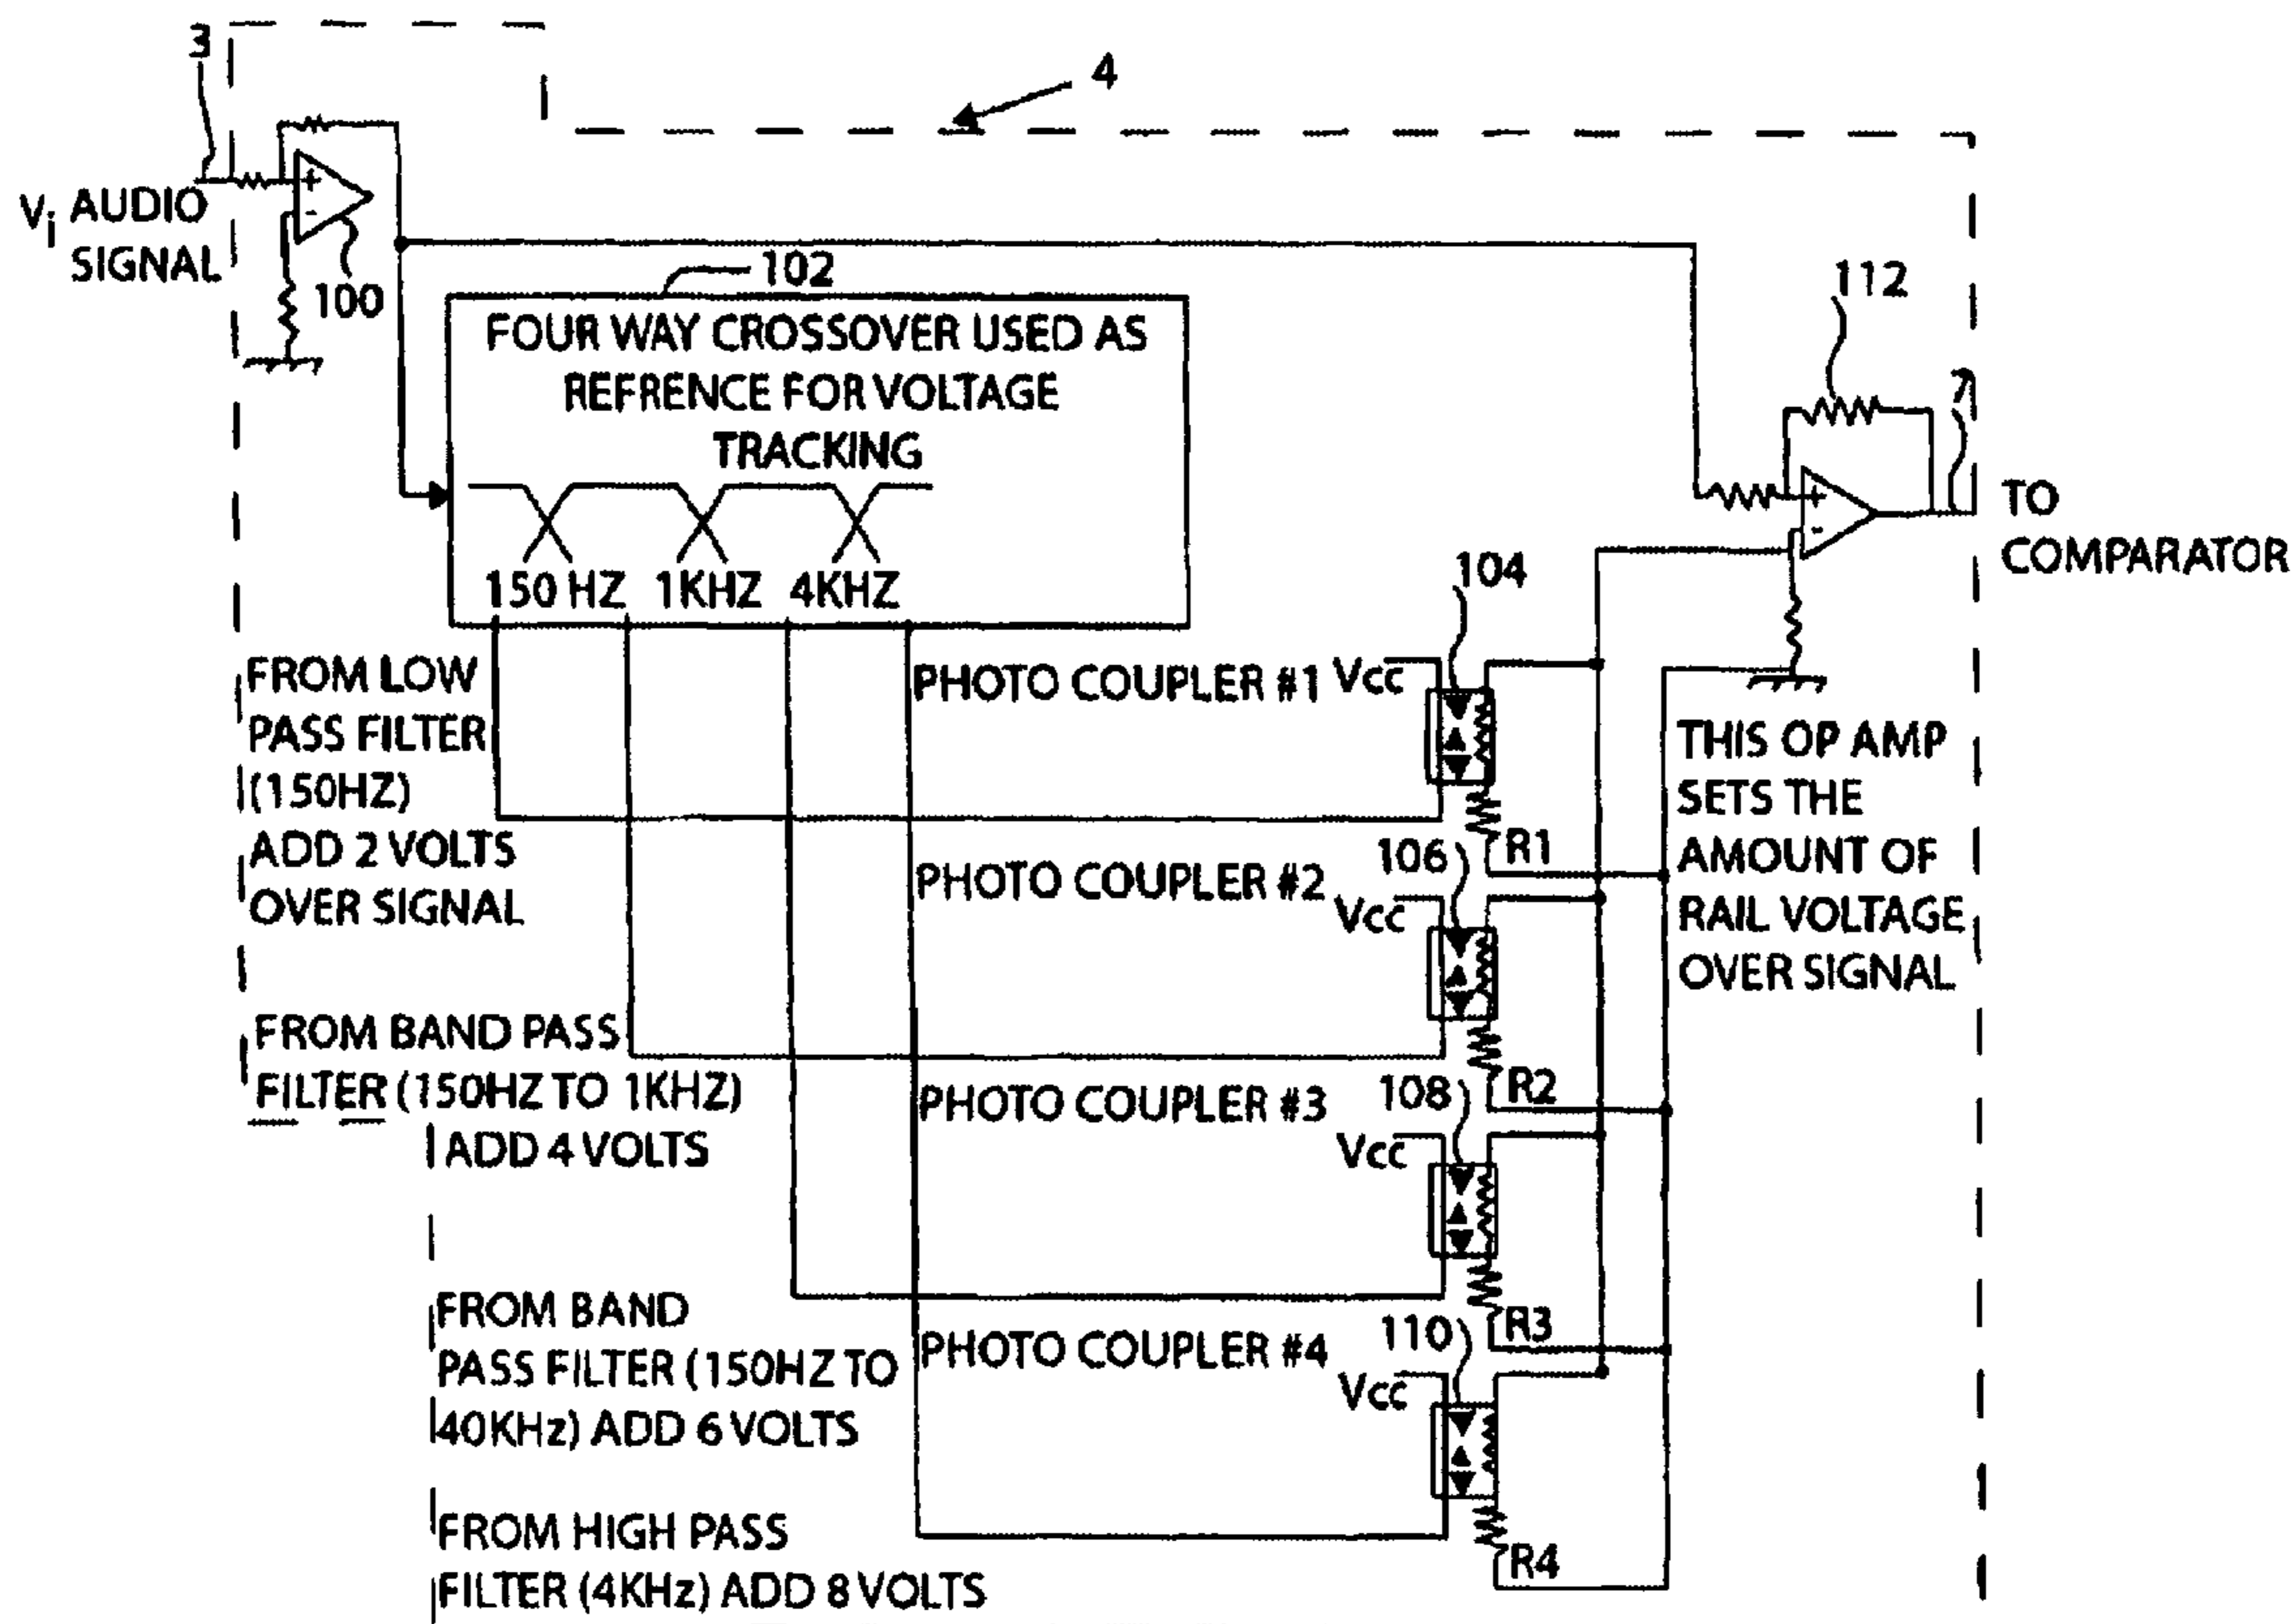 3
4
Vi AUDIO
SIGNAL
+
-
100
102
112
7
FOUR WAY CROSSOVER USED AS
REFRENCE FOR VOLTAGE
TRACKING
150 HZ 1KHZ 4KHZ
+
-
TO
COMPARATOR
104
FROM LOW
PASS FILTER
(150HZ)
ADD 2 VOLTS
OVER SIGNAL
PHOTO COUPLER #1 Vcc
R1
THIS OP AMP
SETS THE
AMOUNT OF
RAIL VOLTAGE
OVER SIGNAL
106
PHOTO COUPLER #2
Vcc
R2
FROM BAND PASS
FILTER (150HZ TO 1KHZ)
ADD 4 VOLTS
108
PHOTO COUPLER #3
Vcc
R3
FROM BAND
PASS FILTER (150HZ TO
40KHz) ADD 6 VOLTS
110
PHOTO COUPLER #4
Vcc
R4
FROM HIGH PASS
FILTER (4KHz) ADD 8 VOLTS